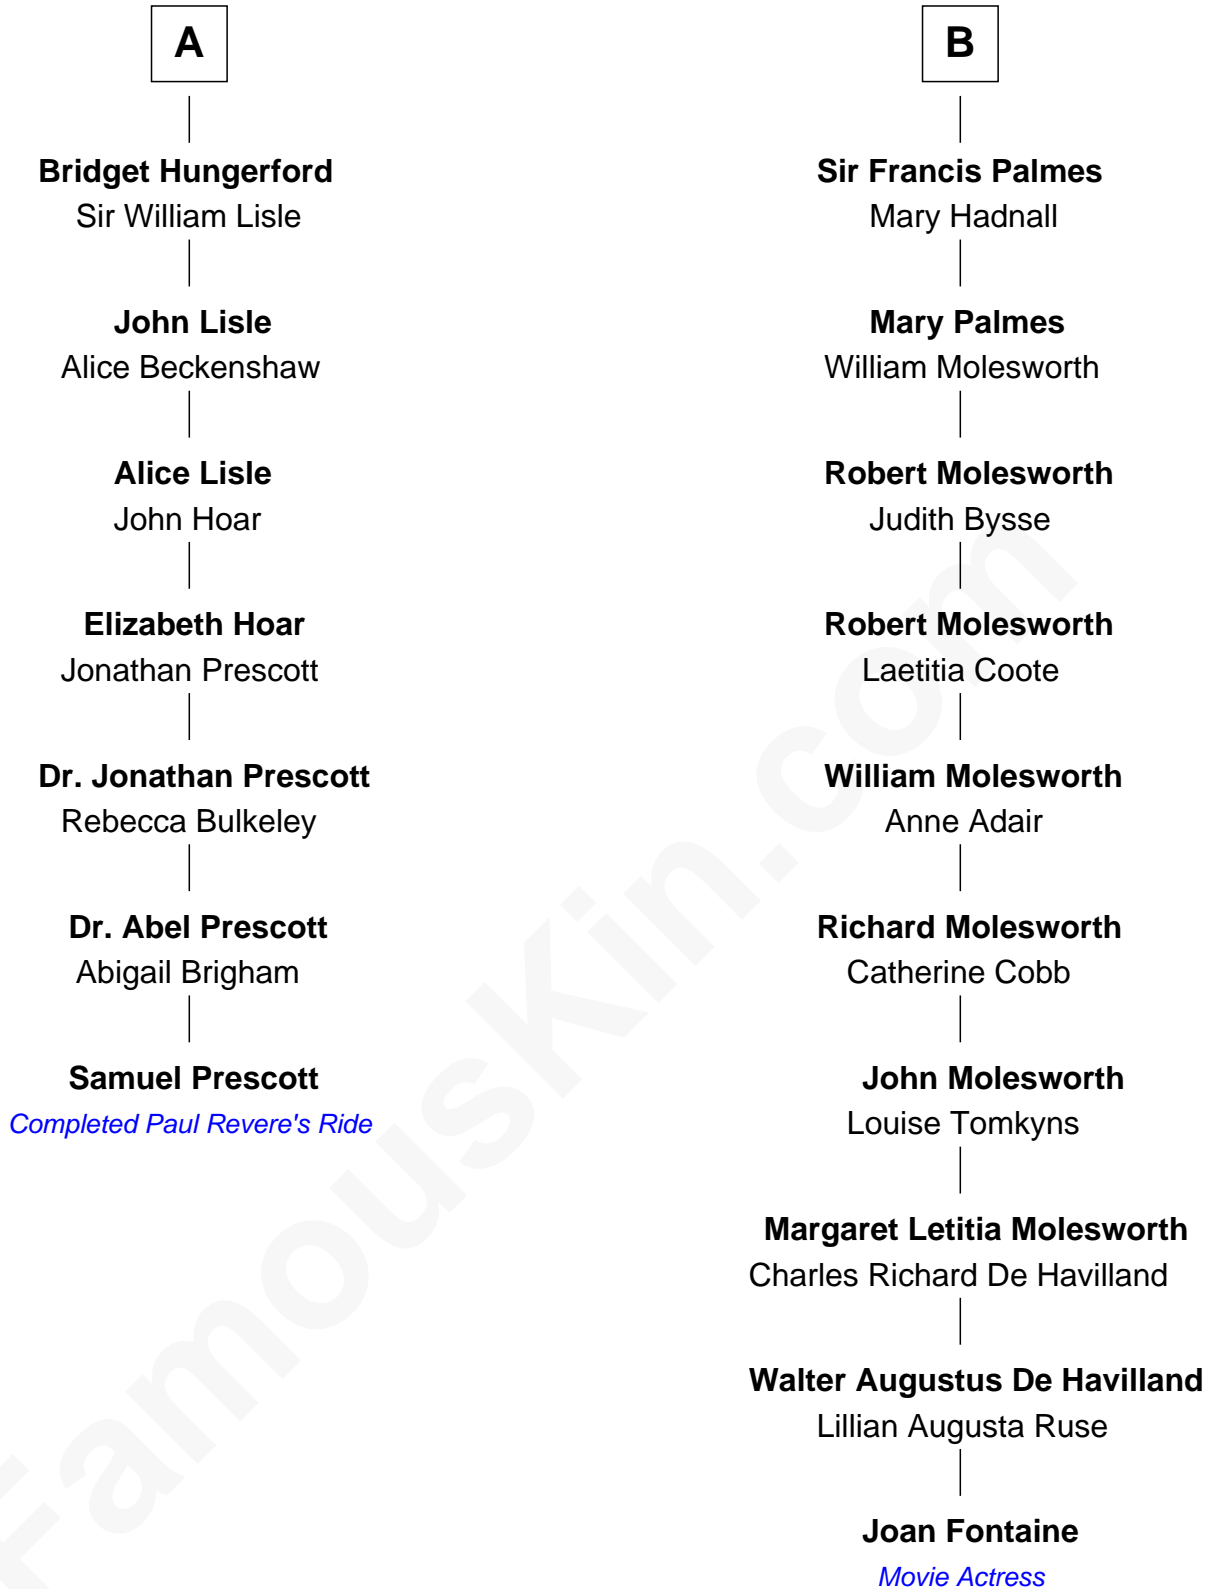 A
Bridget Hungerford
Sir William Lisle
John Lisle
Alice Beckenshaw
Alice Lisle
John Hoar
Elizabeth Hoar
Jonathan Prescott
Dr. Jonathan Prescott
Rebecca Bulkeley
Dr. Abel Prescott
Abigail Brigham
Samuel Prescott
Completed Paul Revere's Ride
B
Sir Francis Palmes
Mary Hadnall
Mary Palmes
William Molesworth
Robert Molesworth
Judith Bysse
Robert Molesworth
Laetitia Coote
William Molesworth
Anne Adair
Richard Molesworth
Catherine Cobb
John Molesworth
Louise Tomkyns
Margaret Letitia Molesworth
Charles Richard De Havilland
Walter Augustus De Havilland
Lillian Augusta Ruse
Joan Fontaine
Movie Actress
FamousKin.com